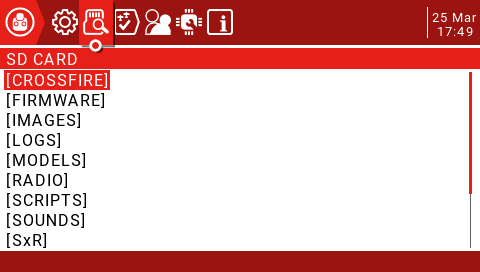 25 Mar
17:49
SD CARD
[CROSSFIRE]
[FIRMWARE]
[IMAGES]
[LOGS]
[MODELS]
[RADIO]
[SCRIPTS]
[SOUNDS]
[SxR]